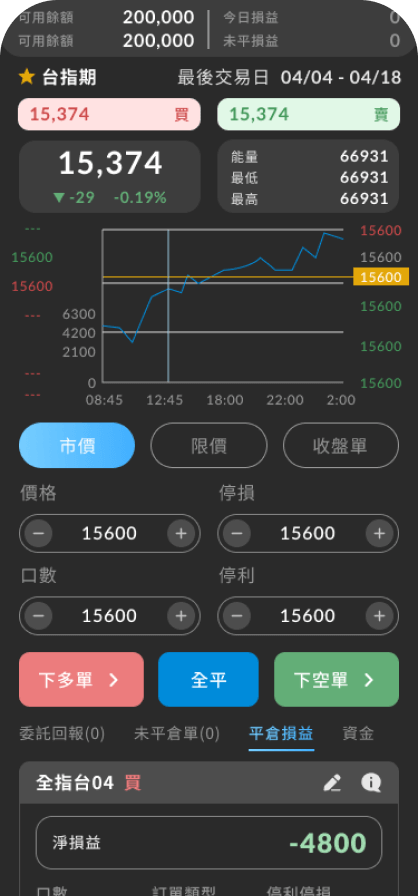 可用餘額 200,000 今日損益 0
可用餘額 200,000 未平損益 0
台指期 最後交易日 04/04 - 04/18
15,374 買 15,374 賣
15,374
▼-29 -0.19%
能量 66931
最低 66931
最高 66931
--- 15600
15600 15600
15600 15600
--- 6300 15600
4200
2100 15600
---
0 15600
---
08:45 12:45 18:00 22:00 2:00
市價 限價 收盤單
價格 停損
15600 15600
口數 停利
15600 15600
下多單 全平 下空單
委託回報(0) 未平倉單(0) 平倉損益 資金
全指台04 買
淨損益 -4800
口數 訂單類型 停利停損